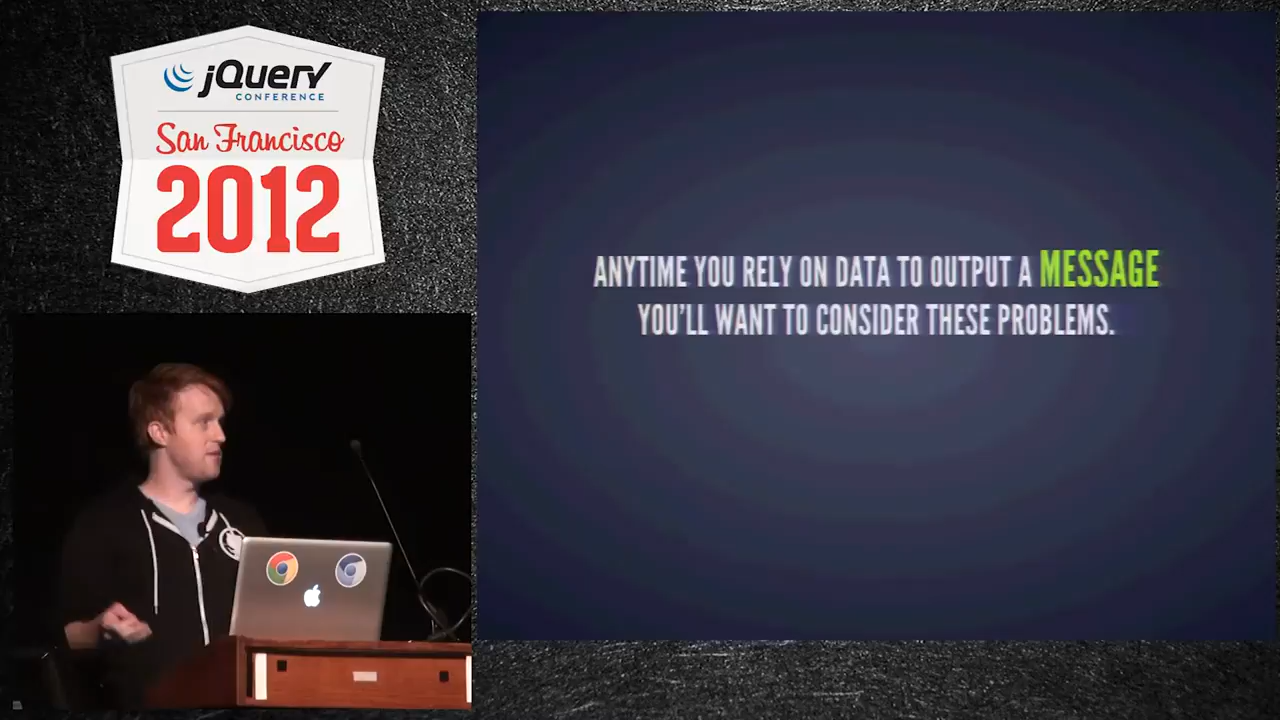 jQuery
CONFERENCE
San Francisco
2012
ANYTIME YOU RELY ON DATA TO OUTPUT A MESSAGE
YOU'LL WANT TO CONSIDER THESE PROBLEMS.